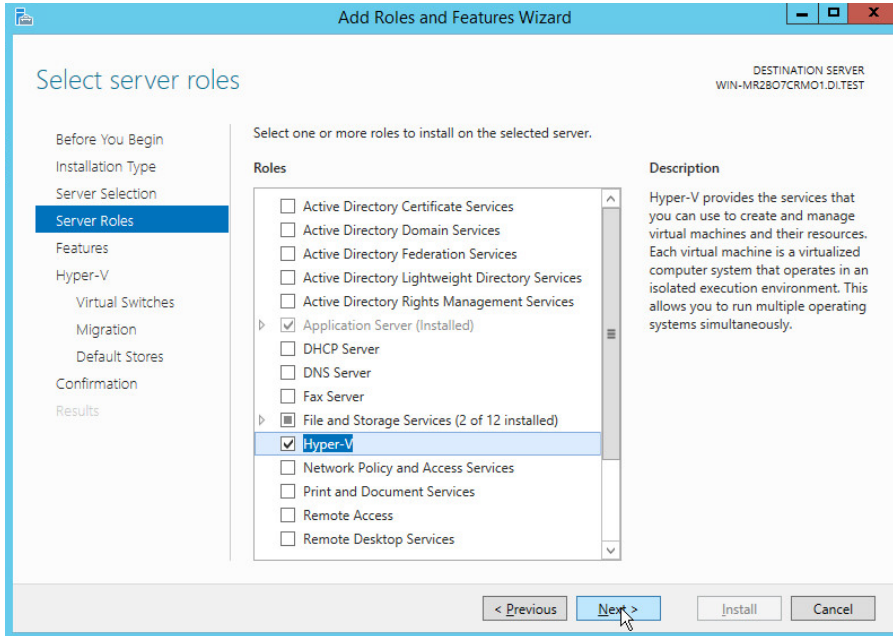 Add Roles and Features Wizard
x
Select server roles
DESTINATION SERVER
WIN-MR2BO7CRMO1.DI.TEST
Before You Begin
Installation Type
Server Selection
Server Roles
Features
Hyper-V
Virtual Switches
Migration
Default Stores
Confirmation
Results
Select one or more roles to install on the selected server.
Roles
Active Directory Certificate Services
Active Directory Domain Services
Active Directory Federation Services
Active Directory Lightweight Directory Services
Active Directory Rights Management Services
Application Server (Installed)
DHCP Server
DNS Server
Fax Server
File and Storage Services (2 of 12 installed)
Hyper-V
Network Policy and Access Services
Print and Document Services
Remote Access
Remote Desktop Services
Description
Hyper-V provides the services that
you can use to create and manage
virtual machines and their resources.
Each virtual machine is a virtualized
computer system that operates in an
isolated execution environment. This
allows you to run multiple operating
systems simultaneously.
< Previous
Next >
Install
Cancel